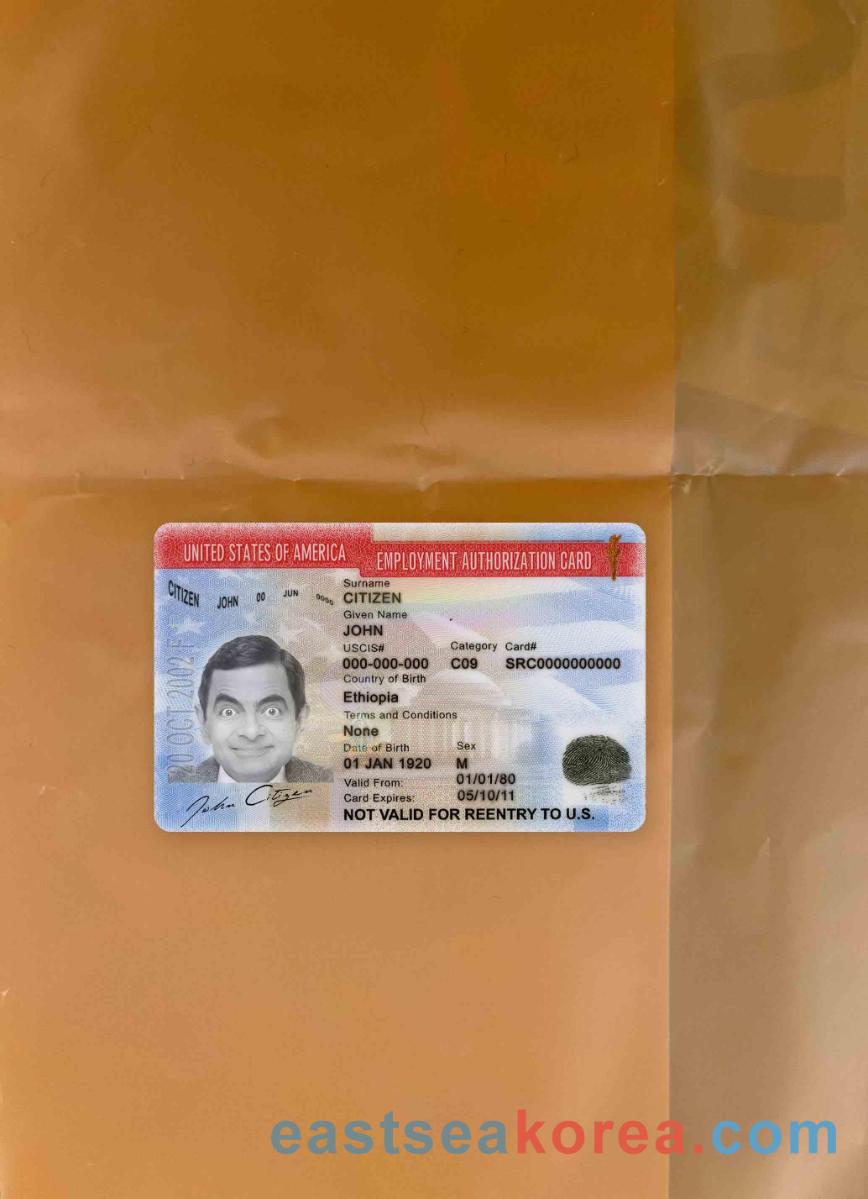 UNITED STATES OF AMERICA
EMPLOYMENT AUTHORIZATION CARD
CITIZEN JOHN 00 JUN 0000
Surname
CITIZEN
Given Name
JOHN
USCIS# Category Card#
000-000-000 C09 SRC0000000000
Country of Birth
Ethiopia
Terms and Conditions
None
Date of Birth Sex
01 JAN 1920 M
Valid From: 01/01/80
Card Expires: 05/10/11
NOT VALID FOR REENTRY TO U.S.
20 OCT 2002 F
John Citizen
eastseakorea.com